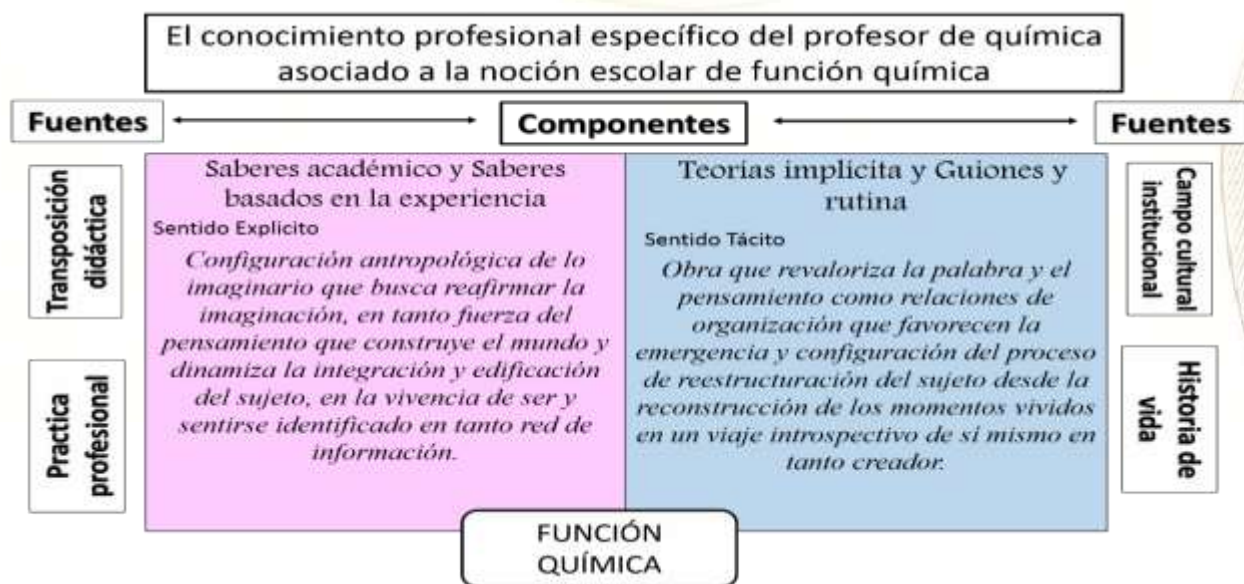 El conocimiento profesional específico del profesor de química
asociado a la noción escolar de función química
Fuentes
Componentes
Fuentes
Transposición
didáctica
Practica
profesional
Saberes académico y Saberes
basados en la experiencia
Sentido Explicito
Configuración antropológica de lo
imaginario que busca reafirmar la
imaginación, en tanto fuerza del
pensamiento que construye el mundo y
dinamiza la integración y edificación
del sujeto, en la vivencia de ser y
sentirse identificado en tanto red de
información.
Teorías implícita y Guiones y
rutina
Sentido Tácito
Obra que revaloriza la palabra y el
pensamiento como relaciones de
organización que favorecen la
emergencia y configuración del proceso
de reestructuración del sujeto desde la
reconstrucción de los momentos vividos
en un viaje introspectivo de sí mismo en
tanto creador.
Campo cultural
institucional
Historia de
vida
FUNCIÓN
QUÍMICA